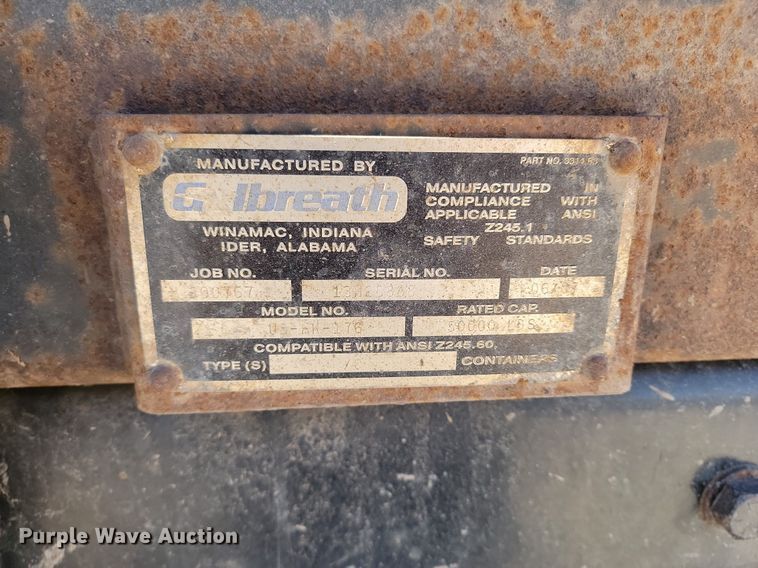 MANUFACTURED BY
G lbreath
WINAMAC, INDIANA
IDER, ALABAMA
PART NO.
MANUFACTURED IN
COMPLIANCE WITH
APPLICABLE ANSI
Z245.1
SAFETY STANDARDS
JOB NO. SERIAL NO. DATE
MODEL NO. RATED CAP.
COMPATIBLE WITH ANSI Z245.60,
TYPE (S) CONTAINERS
Purple Wave Auction